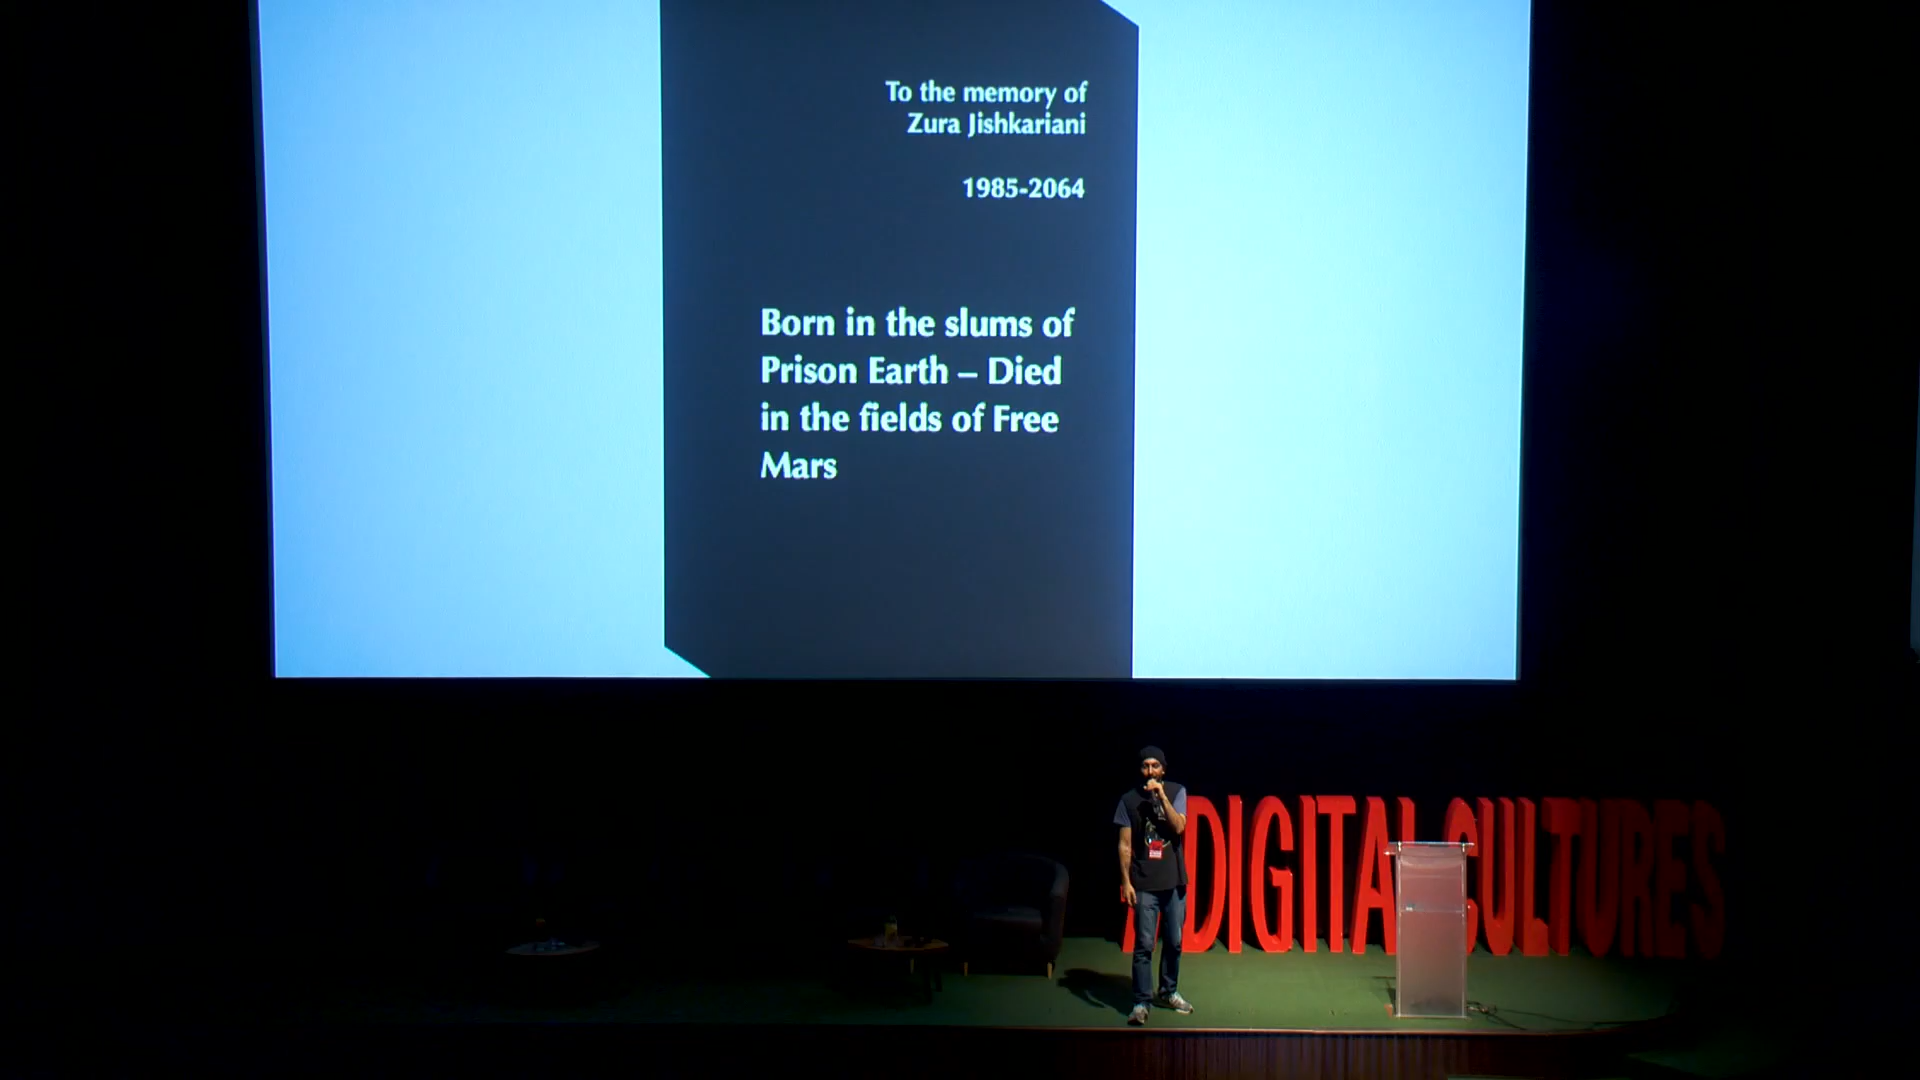 To the memory of
Zura Jishkariani
1985-2064
Born in the slums of
Prison Earth – Died
in the fields of Free
Mars
#DIGITAL CULTURES